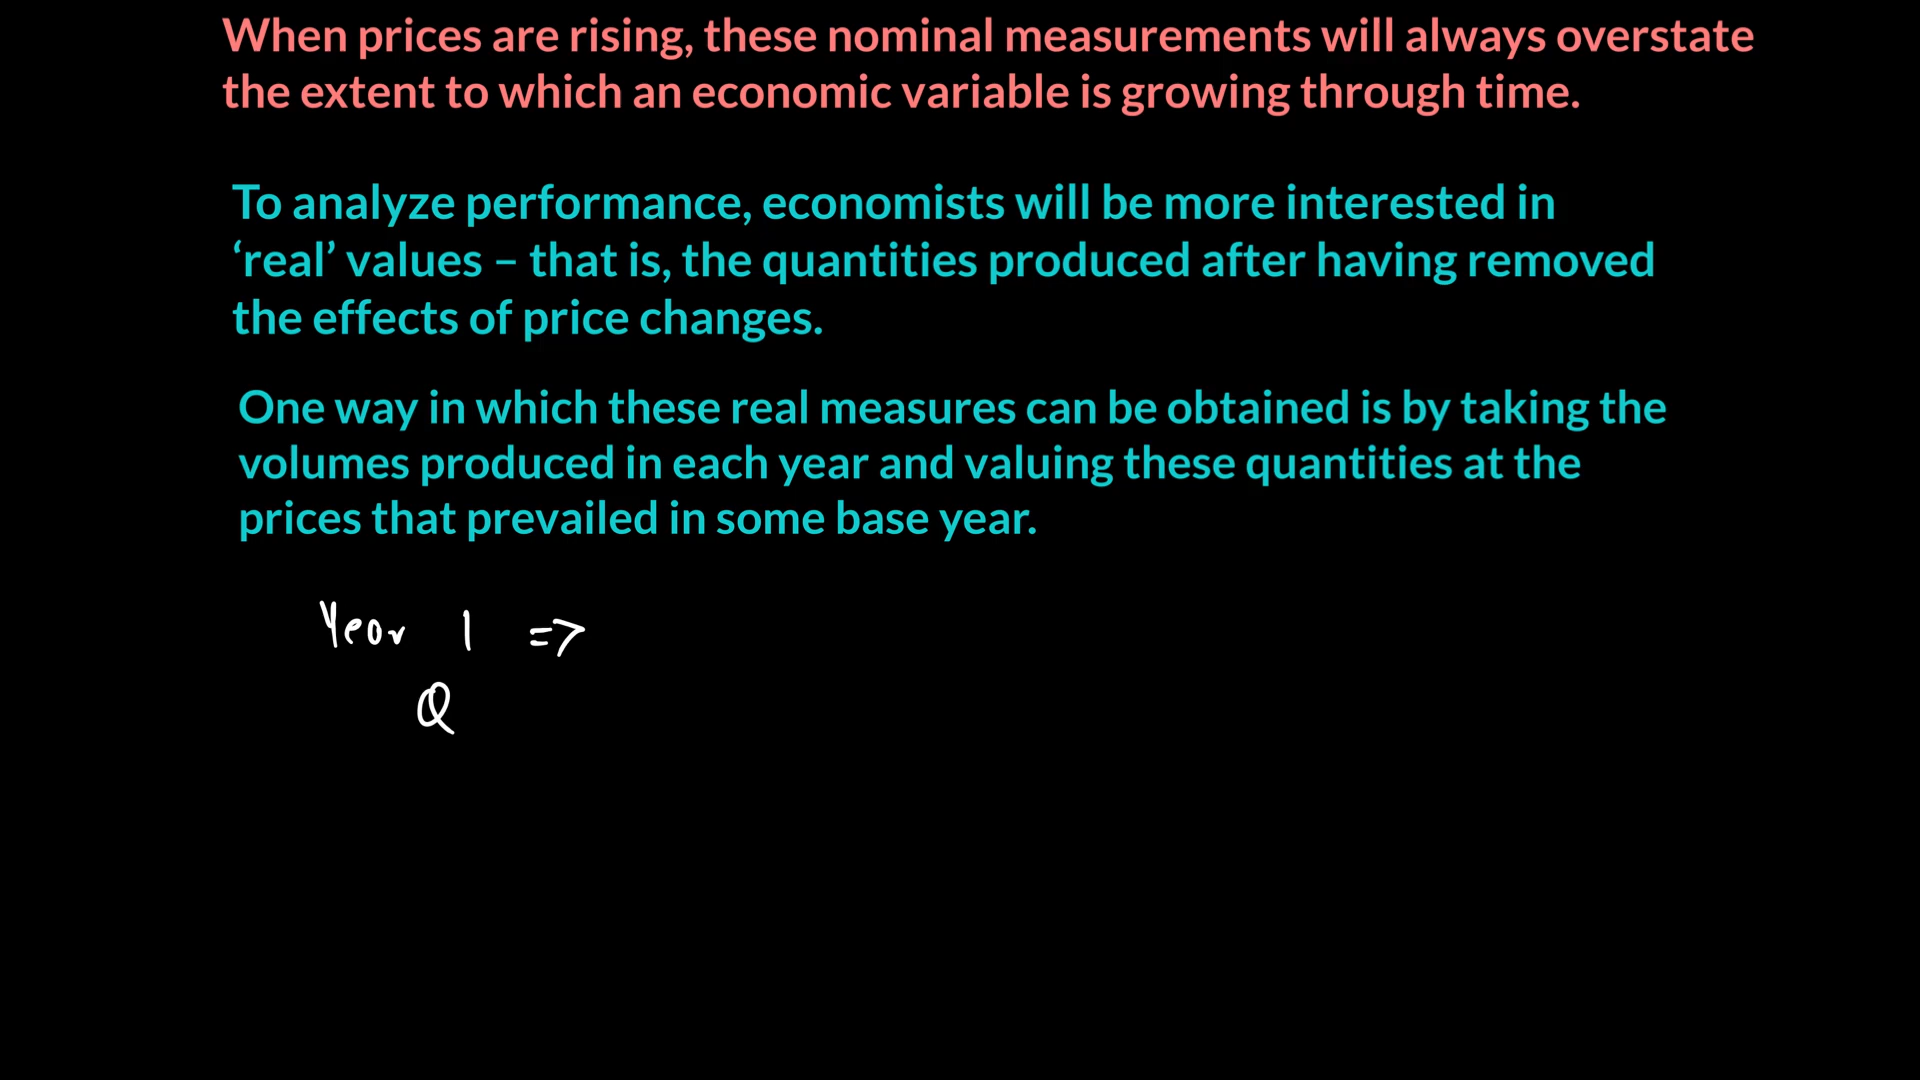 When prices are rising, these nominal measurements will always overstate
the extent to which an economic variable is growing through time.
To analyze performance, economists will be more interested in
‘real’ values – that is, the quantities produced after having removed
the effects of price changes.
One way in which these real measures can be obtained is by taking the
volumes produced in each year and valuing these quantities at the
prices that prevailed in some base year.
Year 1 =>
Q